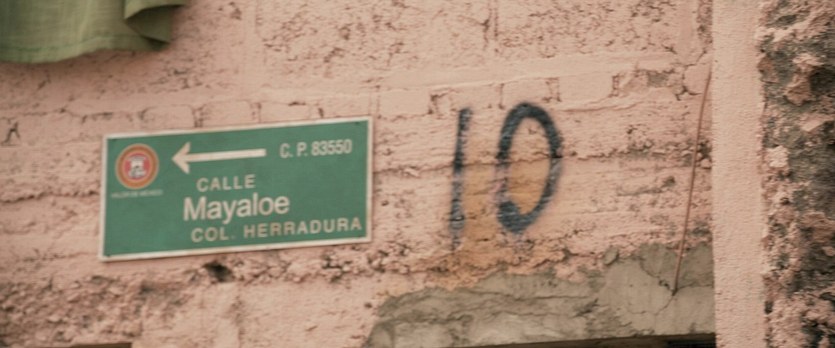 C. P. 83550
CALLE
Mayaloe
COL. HERRADURA
10